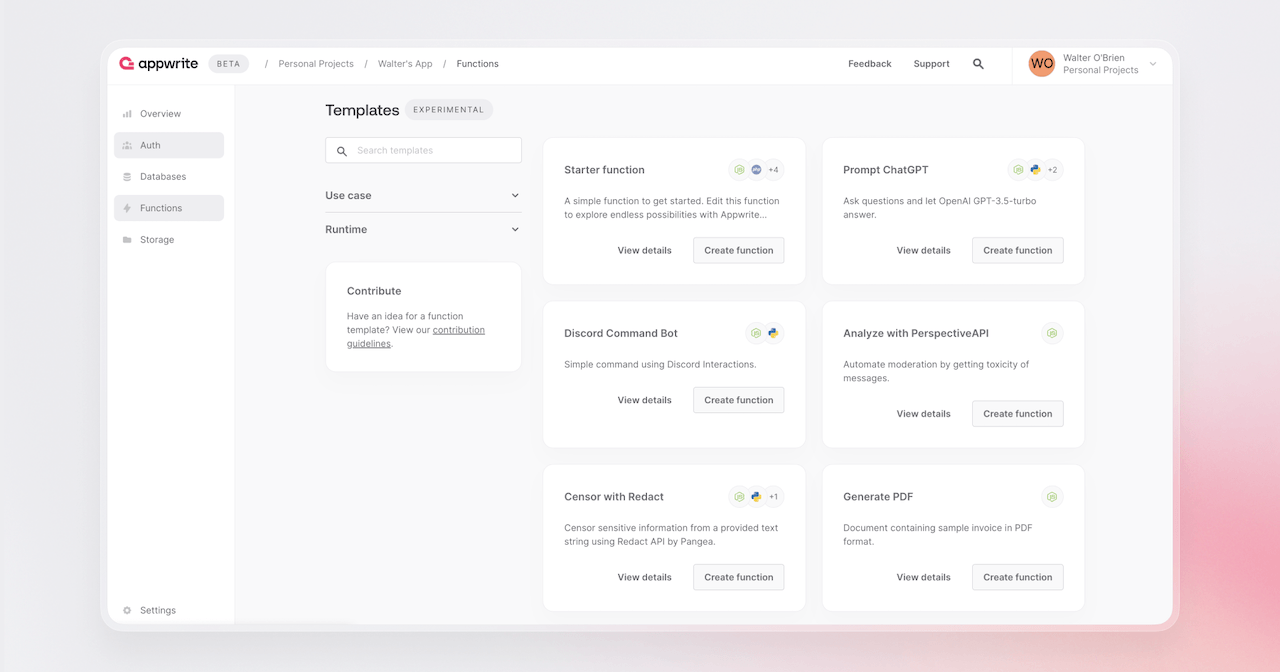 appwrite BETA / Personal Projects / Walter's App / Functions Feedback Support WO Walter O'Brien
Personal Projects
Overview
Auth
Databases
Functions
Storage
Settings
Templates EXPERIMENTAL
Search templates
Use case
Runtime
Contribute
Have an idea for a function
template? View our contribution
guidelines.
Starter function +4
A simple function to get started. Edit this function
to explore endless possibilities with Appwrite...
View details Create function
Prompt ChatGPT +2
Ask questions and let OpenAI GPT-3.5-turbo
answer.
View details Create function
Discord Command Bot
Simple command using Discord Interactions.
View details Create function
Analyze with PerspectiveAPI
Automate moderation by getting toxicity of
messages.
View details Create function
Censor with Redact +1
Censor sensitive information from a provided text
string using Redact API by Pangea.
View details Create function
Generate PDF
Document containing sample invoice in PDF
format.
View details Create function